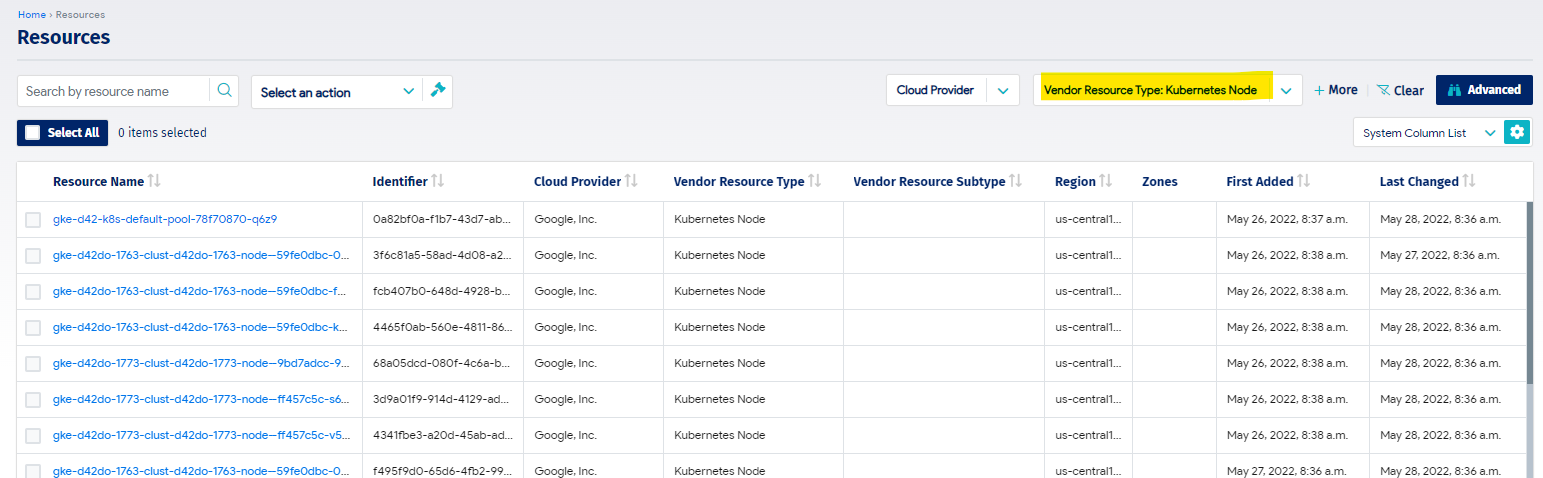 Home › Resources
Resources
Search by resource name Select an action Cloud Provider Vendor Resource Type: Kubernetes Node + More Clear Advanced
Select All 0 items selected System Column List
Resource Name Identifier Cloud Provider Vendor Resource Type Vendor Resource Subtype Region Zones First Added Last Changed
gke-d42-k8s-default-pool-78f70870-q6z9 0a82bf0a-f1b7-43d7-ab... Google, Inc. Kubernetes Node us-central1... May 26, 2022, 8:37 a.m. May 28, 2022, 8:36 a.m.
gke-d42do-1763-clust-d42do-1763-node--59fe0dbc-0... 3f6c81a5-58ad-4d08-a2... Google, Inc. Kubernetes Node us-central1... May 26, 2022, 8:38 a.m. May 27, 2022, 8:36 a.m.
gke-d42do-1763-clust-d42do-1763-node--59fe0dbc-f... fcb407b0-648d-4928-b... Google, Inc. Kubernetes Node us-central1... May 26, 2022, 8:38 a.m. May 28, 2022, 8:36 a.m.
gke-d42do-1763-clust-d42do-1763-node--59fe0dbc-k... 4465f0ab-560e-4811-86... Google, Inc. Kubernetes Node us-central1... May 26, 2022, 8:38 a.m. May 28, 2022, 8:36 a.m.
gke-d42do-1773-clust-d42do-1773-node--9bd7adcc-9... 68a05dcd-080f-4c6a-b... Google, Inc. Kubernetes Node us-central1... May 26, 2022, 8:38 a.m. May 28, 2022, 8:36 a.m.
gke-d42do-1773-clust-d42do-1773-node--ff457c5c-s6... 3d9a01f9-914d-4129-ad... Google, Inc. Kubernetes Node us-central1... May 26, 2022, 8:38 a.m. May 28, 2022, 8:36 a.m.
gke-d42do-1773-clust-d42do-1773-node--ff457c5c-v5... 4341fbe3-a20d-45ab-ad... Google, Inc. Kubernetes Node us-central1... May 26, 2022, 8:38 a.m. May 28, 2022, 8:36 a.m.
gke-d42do-1763-clust-d42do-1763-node--59fe0dbc-0... f495f9d0-65d6-4fb2-99... Google, Inc. Kubernetes Node us-central1... May 27, 2022, 8:36 a.m. May 28, 2022, 8:36 a.m.